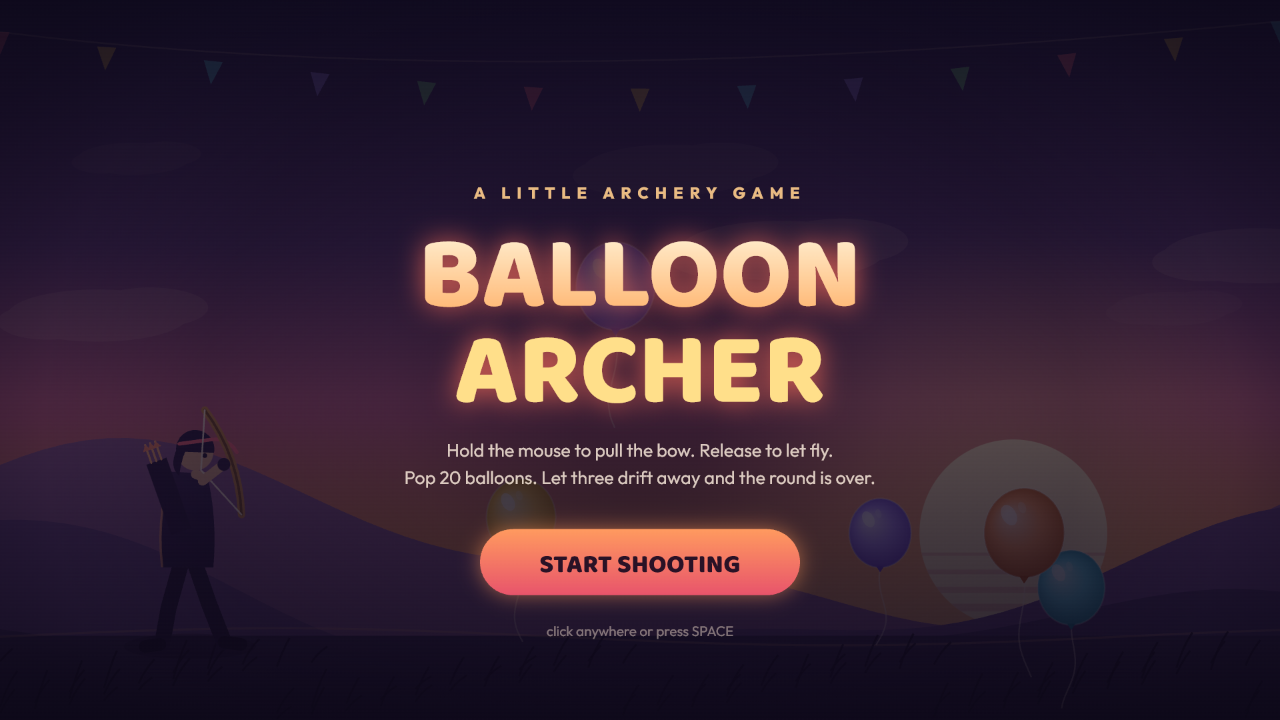 A LITTLE ARCHERY GAME
BALLOON
ARCHER
Hold the mouse to pull the bow. Release to let fly.
Pop 20 balloons. Let three drift away and the round is over.
START SHOOTING
click anywhere or press SPACE